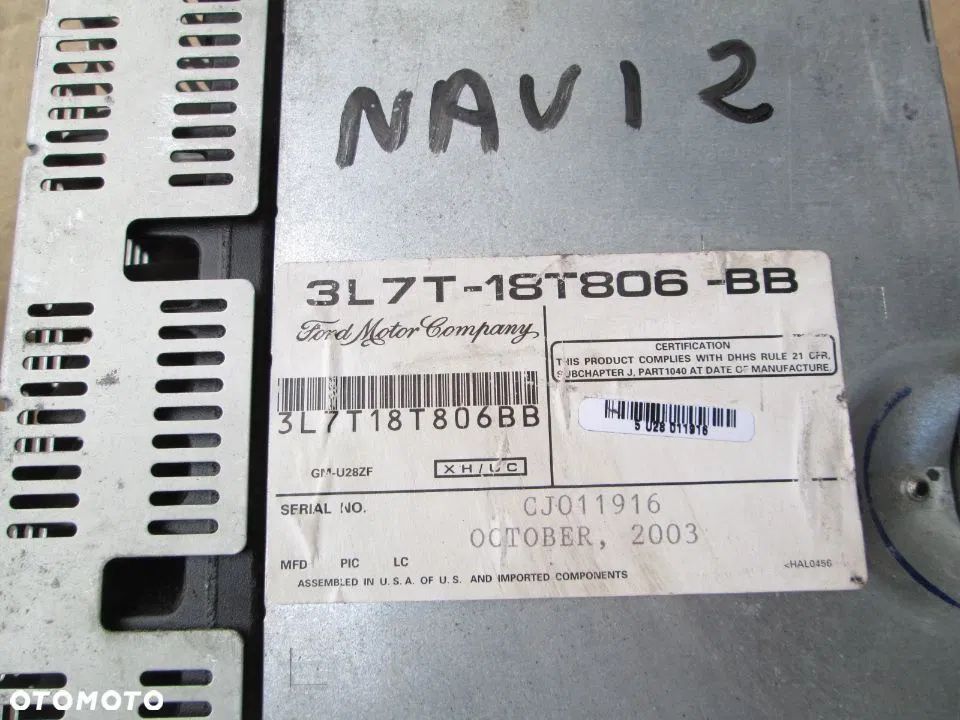 NAVI 2
3L7T-18T806-BB
Ford Motor Company
CERTIFICATION
THIS PRODUCT COMPLIES WITH DHHS RULE 21 CFR,
SUBCHAPTER J, PART1040 AT DATE OF MANUFACTURE.
3L7T18T806BB
5 U28 011916
GM-U28ZF
XH/UC
SERIAL NO.
CJ011916
OCTOBER, 2003
MFD PIC LC
<HAL0456
ASSEMBLED IN U.S.A. OF U.S. AND IMPORTED COMPONENTS
OTOMOTO